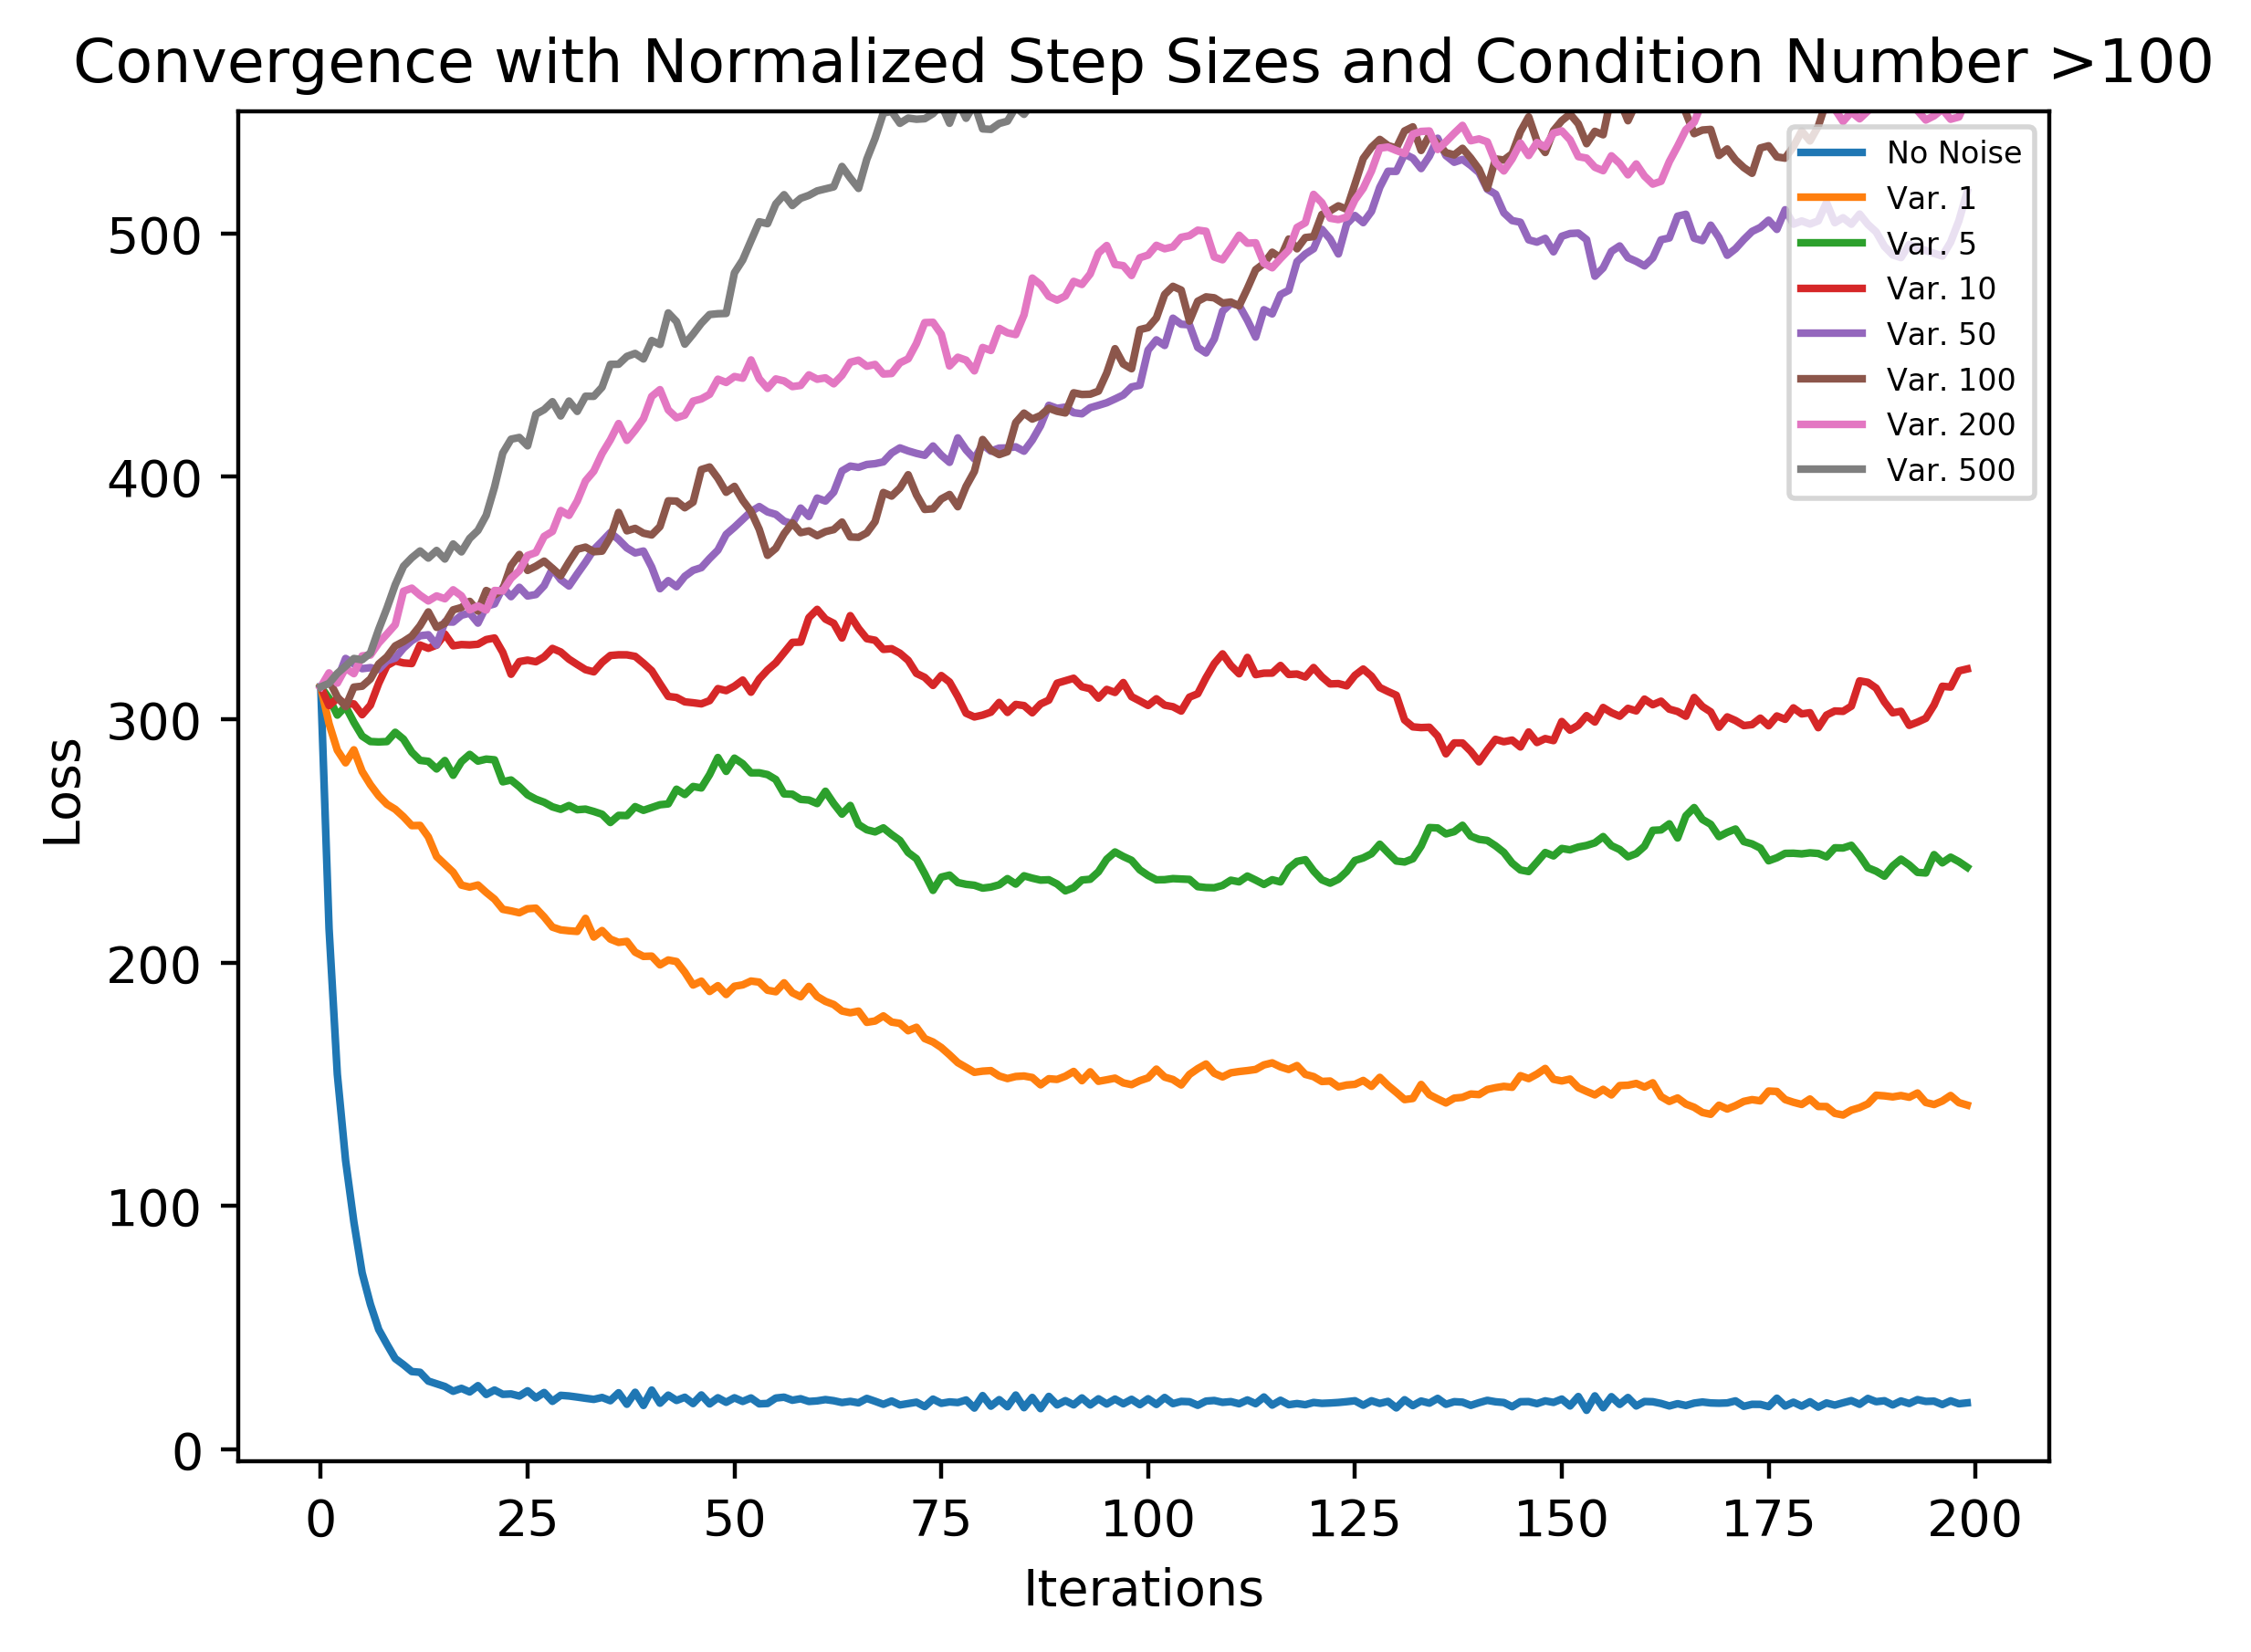 Convergence with Normalized Step Sizes and Condition Number >100
Loss
500
400
300
200
100
0
No Noise
Var. 1
Var. 5
Var. 10
Var. 50
Var. 100
Var. 200
Var. 500
0 25 50 75 100 125 150 175 200
Iterations